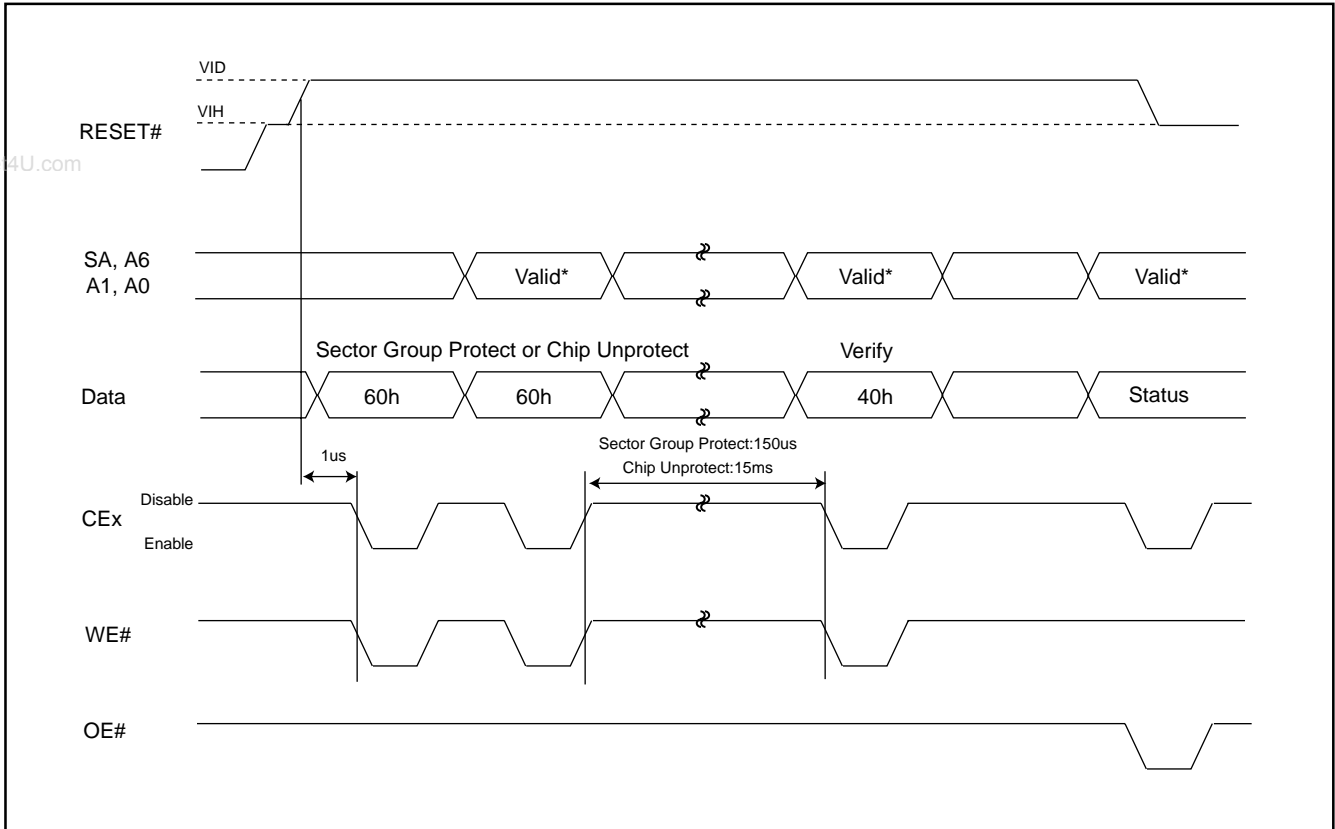 VID
VIH
RESET#
4U.com
SA, A6
A1, A0
Valid*
Valid*
Valid*
Sector Group Protect or Chip Unprotect
Verify
Data
60h
60h
40h
Status
Sector Group Protect:150us
1us
Chip Unprotect:15ms
Disable
CEx
Enable
WE#
OE#